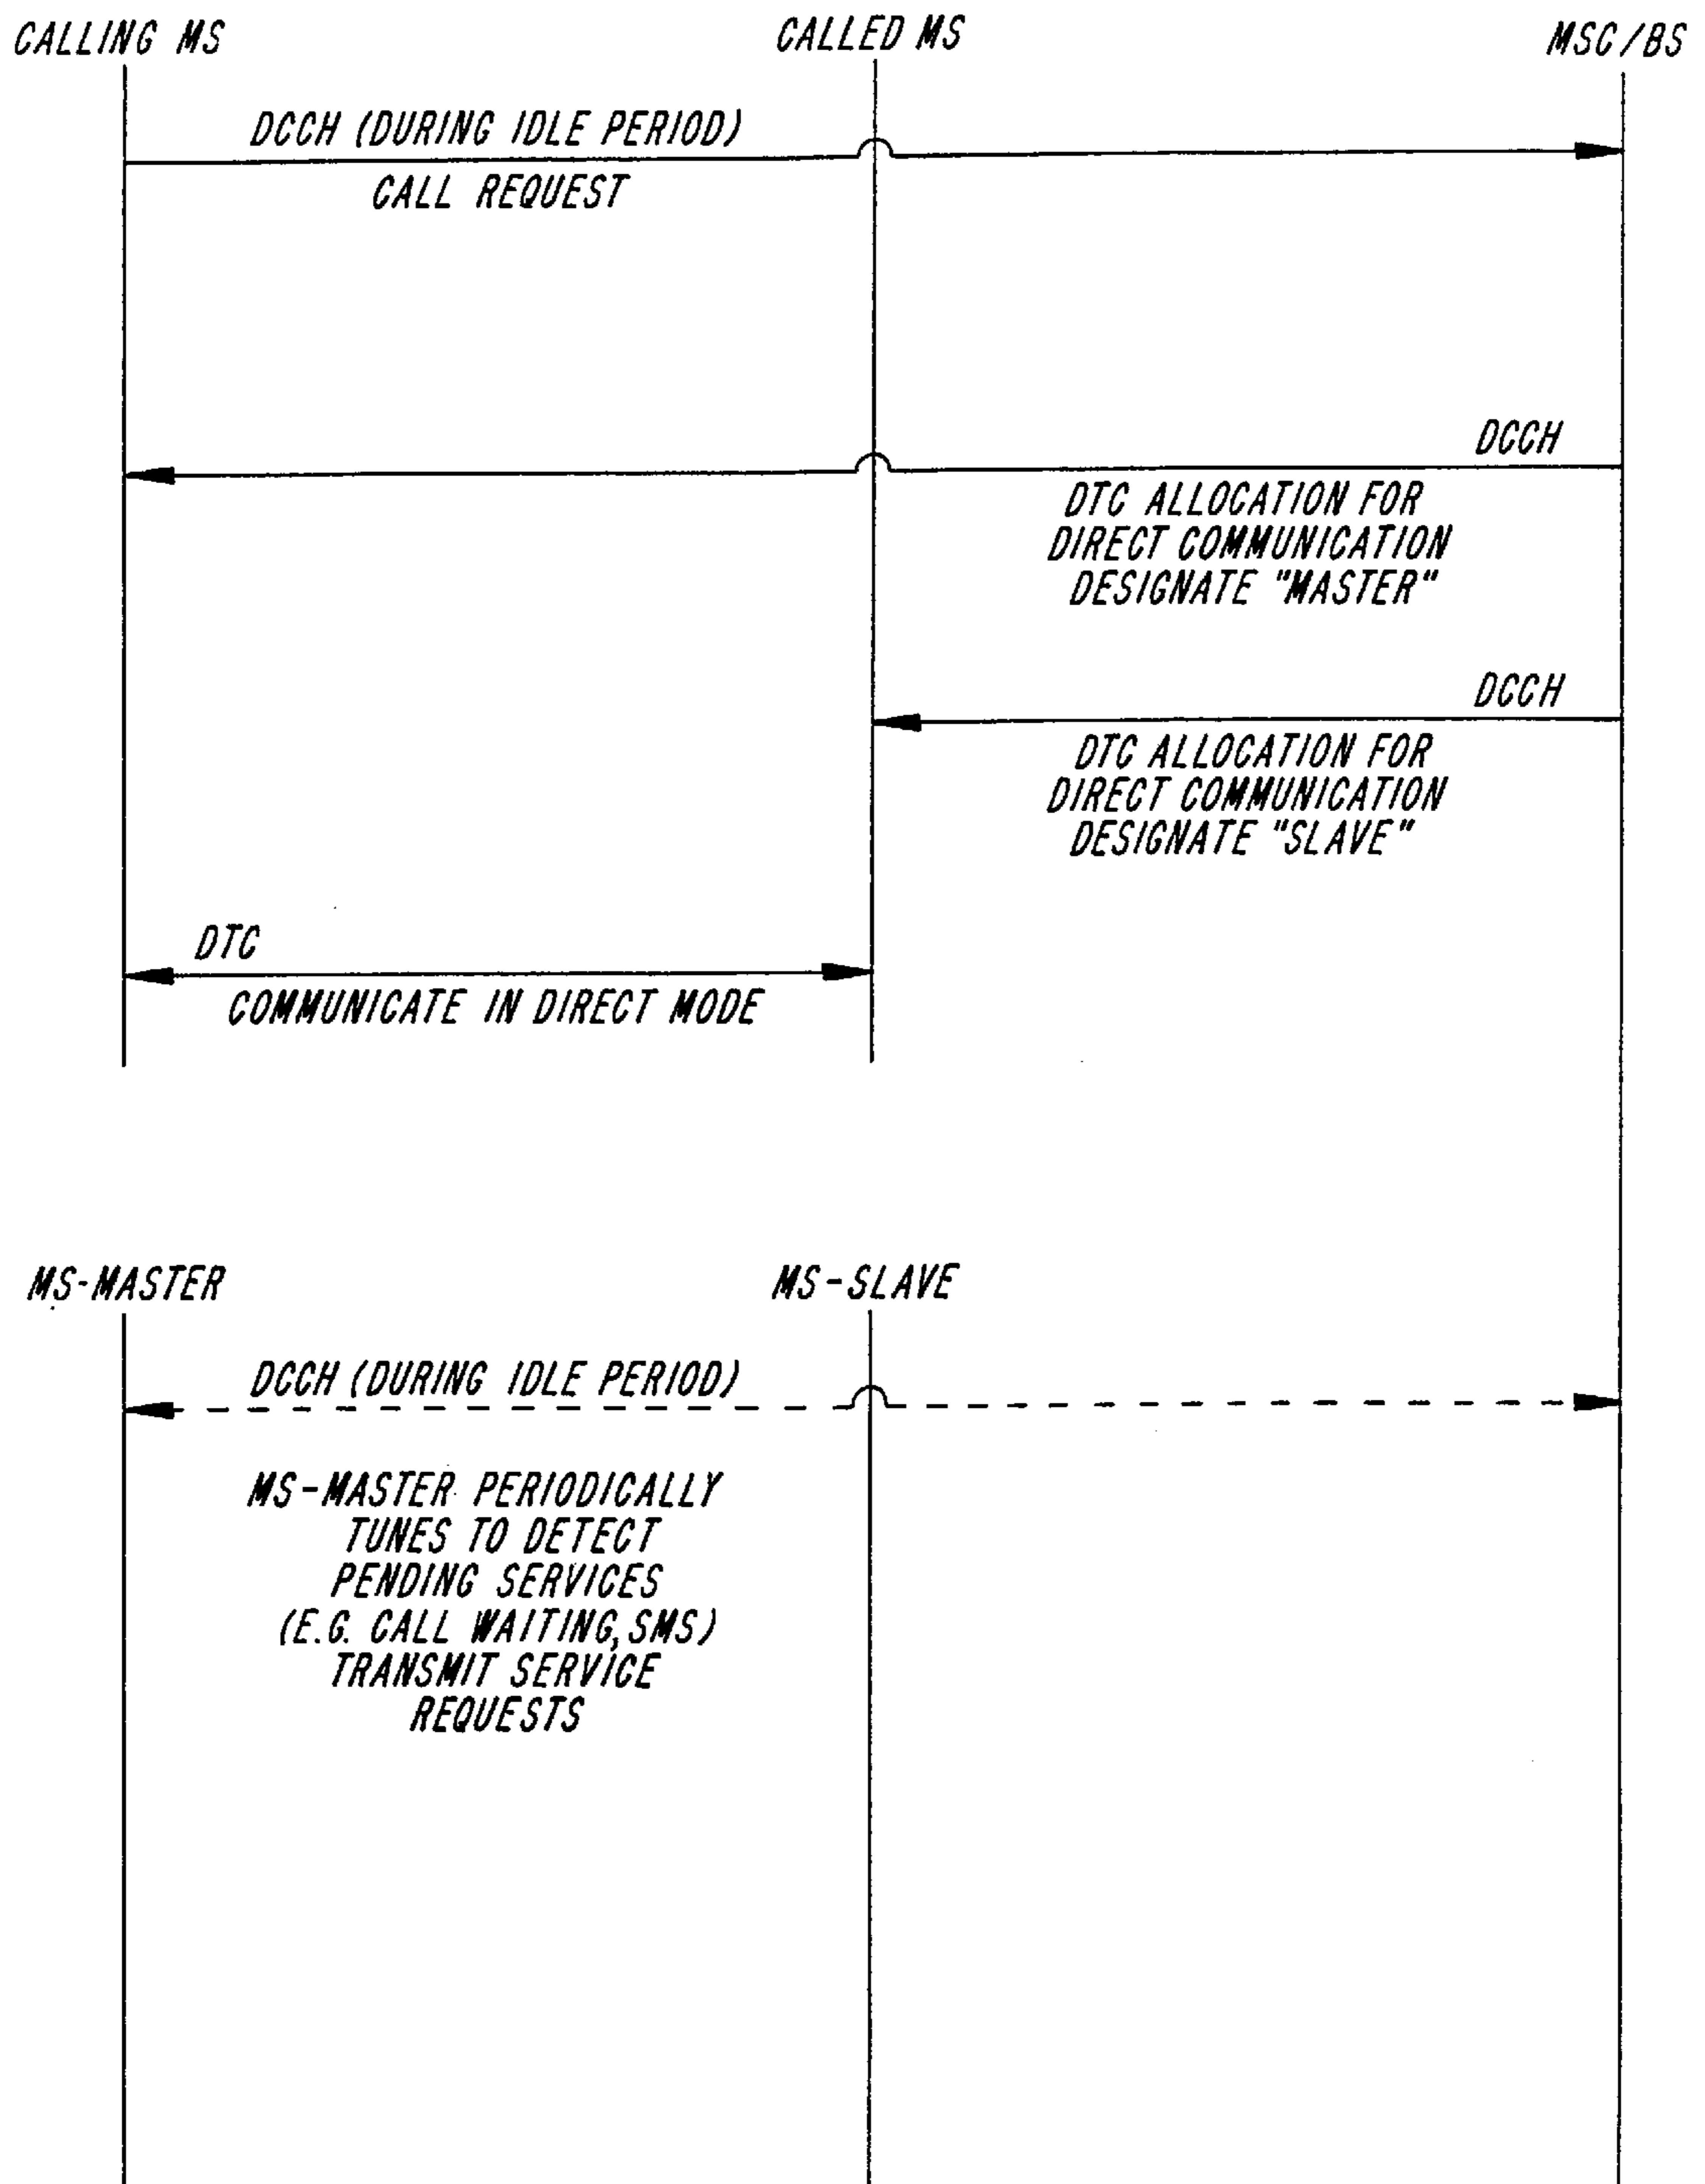 CALLING MS
CALLED MS
MSC/BS
DCCH (DURING IDLE PERIOD)
CALL REQUEST
DCCH
DTC ALLOCATION FOR
DIRECT COMMUNICATION
DESIGNATE "MASTER"
DCCH
DTC ALLOCATION FOR
DIRECT COMMUNICATION
DESIGNATE "SLAVE"
DTC
COMMUNICATE IN DIRECT MODE
MS-MASTER
MS-SLAVE
DCCH (DURING IDLE PERIOD)
MS-MASTER PERIODICALLY
TUNES TO DETECT
PENDING SERVICES
(E.G. CALL WAITING, SMS)
TRANSMIT SERVICE
REQUESTS